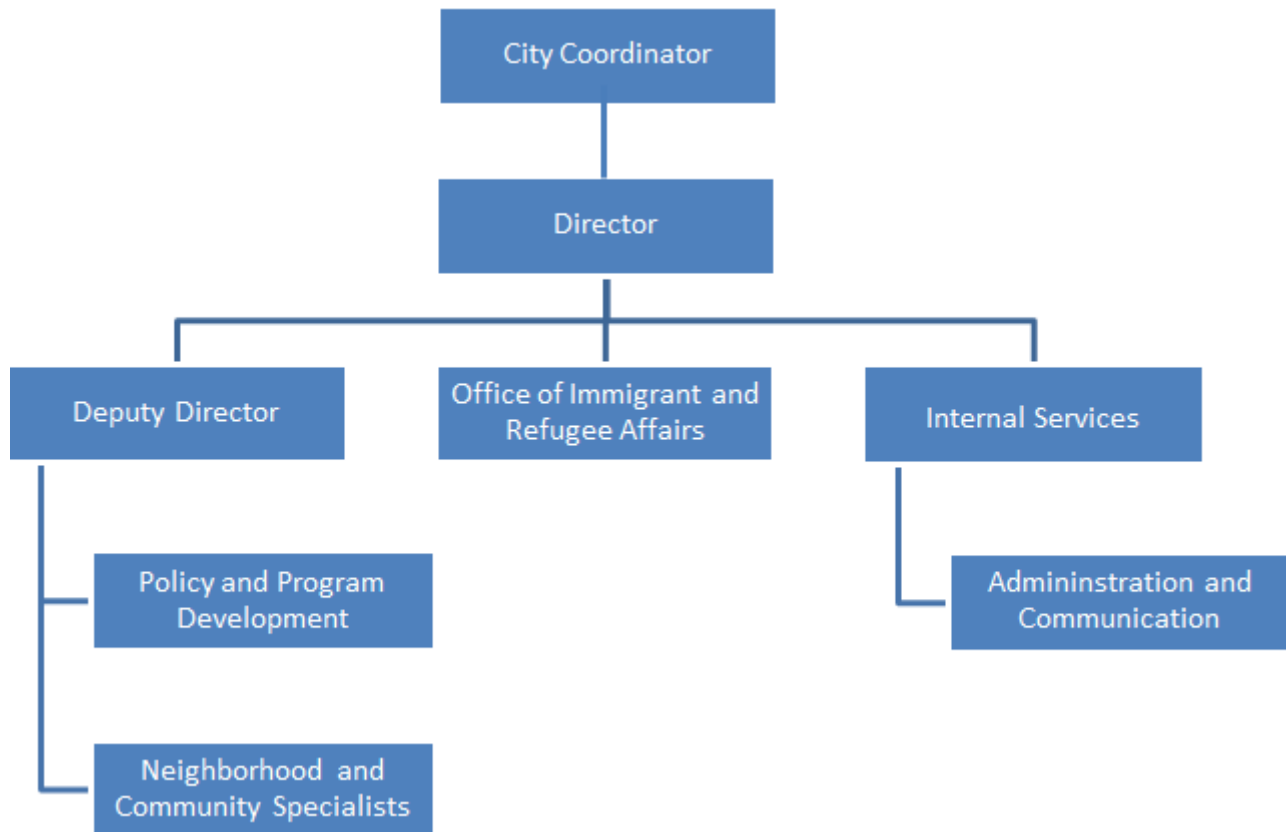 City Coordinator
Director
Deputy Director
Office of Immigrant and
Refugee Affairs
Internal Services
Policy and Program
Development
Admininstration and
Communication
Neighborhood and
Community Specialists